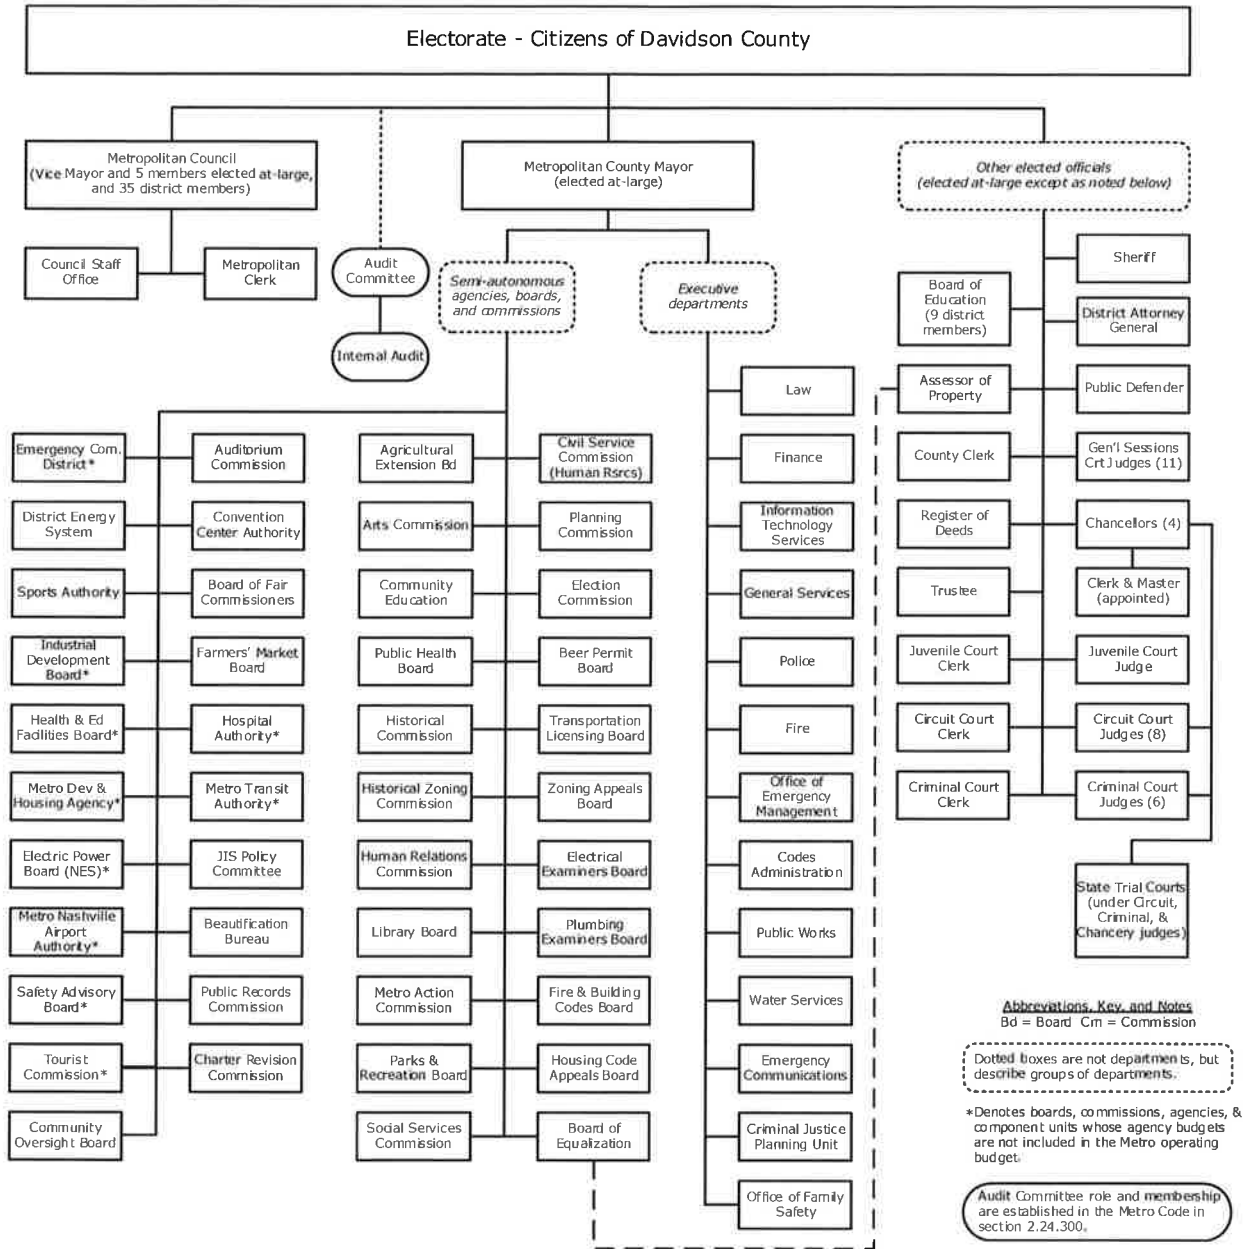 Electorate - Citizens of Davidson County
Metropolitan Council
(Vice Mayor and 5 members elected at-large,
and 35 district members)
Metropolitan County Mayor
(elected at-large)
Other elected officials
(elected at-large except as noted below)
Council Staff
Office
Metropolitan
Clerk
Audit
Committee
Internal Audit
Semi-autonomous
agencies, boards,
and commissions
Executive
departments
Emergency Com.
District*
Auditorium
Commission
District Energy
System
Convention
Center Authority
Sports Authority
Board of Fair
Commissioners
Industrial
Development
Board*
Farmers' Market
Board
Health & Ed
Facilities Board*
Hospital
Authority*
Metro Dev &
Housing Agency*
Metro Transit
Authority*
Electric Power
Board (NES)*
JIS Policy
Committee
Metro Nashville
Airport
Authority*
Beautification
Bureau
Safety Advisory
Board*
Public Records
Commission
Tourist
Commission*
Charter Revision
Commission
Community
Oversight Board
Agricultural
Extension Bd
Civil Service
Commission
(Human Rsrcs)
Arts Commission
Planning
Commission
Community
Education
Election
Commission
Public Health
Board
Beer Permit
Board
Historical
Commission
Transportation
Licensing Board
Historical Zoning
Commission
Zoning Appeals
Board
Human Relations
Commission
Electrical
Examiners Board
Library Board
Plumbing
Examiners Board
Metro Action
Commission
Fire & Building
Codes Board
Parks &
Recreation Board
Housing Code
Appeals Board
Social Services
Commission
Board of
Equalization
Law
Finance
Information
Technology
Services
General Services
Police
Fire
Office of
Emergency
Management
Codes
Administration
Public Works
Water Services
Emergency
Communications
Criminal Justice
Planning Unit
Office of Family
Safety
Sheriff
Board of
Education
(9 district
members)
District Attorney
General
Assessor of
Property
Public Defender
County Clerk
Gen'l Sessions
Crt Judges (11)
Register of
Deeds
Chancellors (4)
Trustee
Clerk & Master
(appointed)
Juvenile Court
Clerk
Juvenile Court
Judge
Circuit Court
Clerk
Circuit Court
Judges (8)
Criminal Court
Clerk
Criminal Court
Judges (6)
State Trial Courts
(under Circuit,
Criminal, &
Chancery judges)
Abbreviations, Key, and Notes
Bd = Board Cm = Commission
Dotted boxes are not departments, but
describe groups of departments.
*Denotes boards, commissions, agencies, &
component units whose agency budgets
are not included in the Metro operating
budget.
Audit Committee role and membership
are established in the Metro Code in
section 2.24.300.